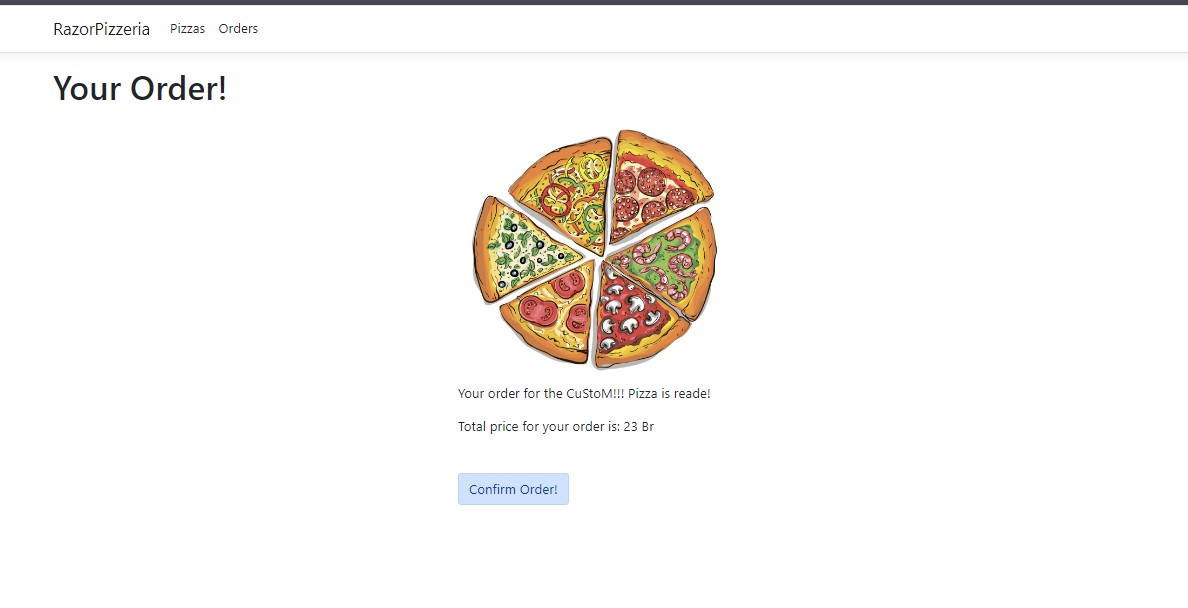 RazorPizzeria Pizzas Orders
Your Order!
Your order for the CuStoM!!! Pizza is reade!
Total price for your order is: 23 Br
Confirm Order!